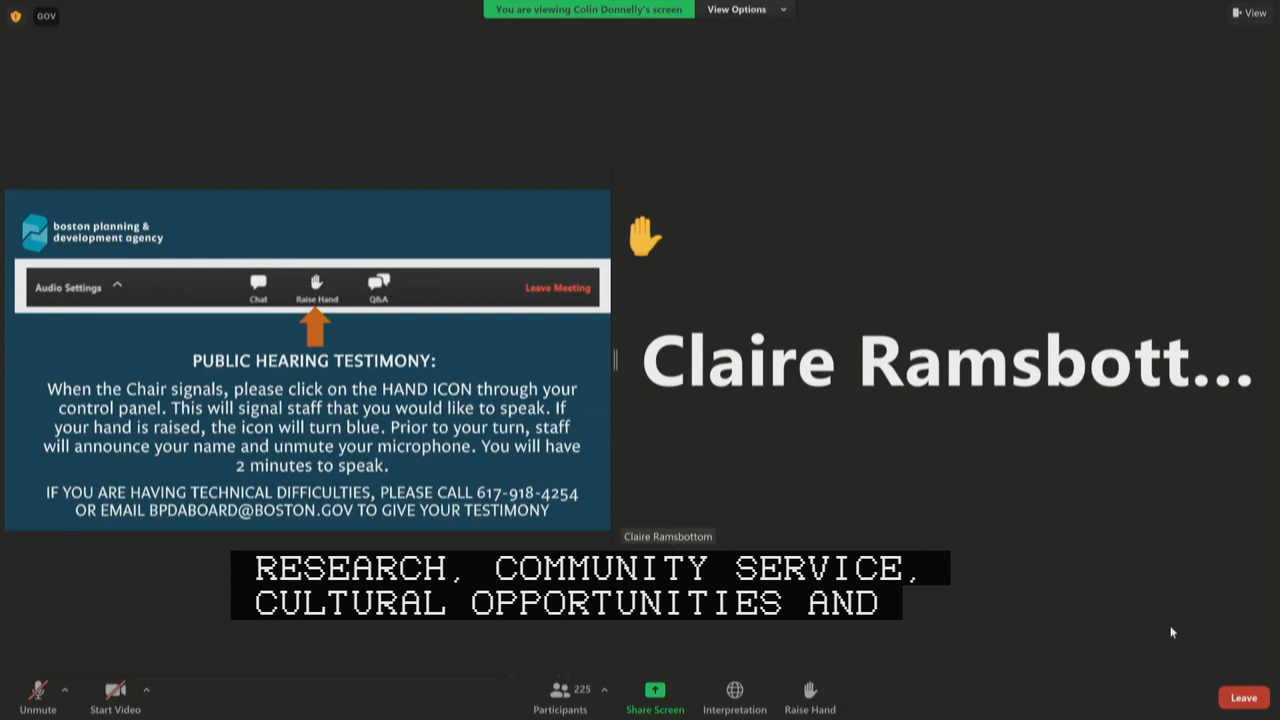 GOV
You are viewing Colin Donnelly's screen
View Options
View
boston planning &
development agency
Audio Settings
Chat
Raise Hand
Q&A
Leave Meeting
PUBLIC HEARING TESTIMONY:
When the Chair signals, please click on the HAND ICON through your
control panel. This will signal staff that you would like to speak. If
your hand is raised, the icon will turn blue. Prior to your turn, staff
will announce your name and unmute your microphone. You will have
2 minutes to speak.
IF YOU ARE HAVING TECHNICAL DIFFICULTIES, PLEASE CALL 617-918-4254
OR EMAIL BPDABOARD@BOSTON.GOV TO GIVE YOUR TESTIMONY
Claire Ramsbott...
Claire Ramsbottom
RESEARCH, COMMUNITY SERVICE,
CULTURAL OPPORTUNITIES AND
Unmute
Start Video
225
Participants
Share Screen
Interpretation
Raise Hand
Leave